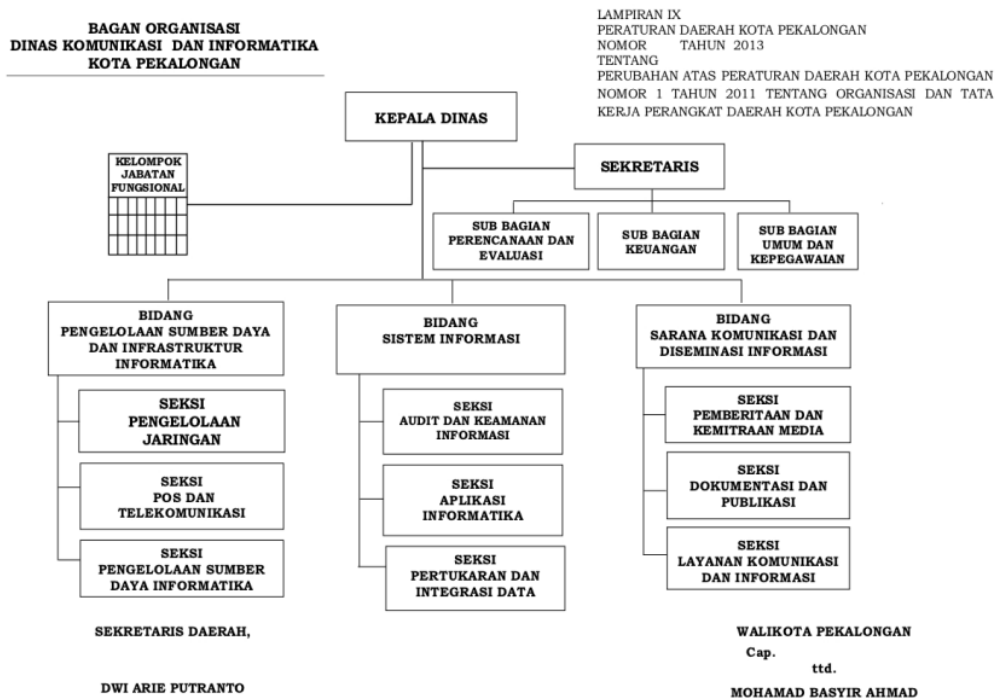 BAGAN ORGANISASI
DINAS KOMUNIKASI DAN INFORMATIKA
KOTA PEKALONGAN
LAMPIRAN IX
PERATURAN DAERAH KOTA PEKALONGAN
NOMOR TAHUN 2013
TENTANG
PERUBAHAN ATAS PERATURAN DAERAH KOTA PEKALONGAN
NOMOR 1 TAHUN 2011 TENTANG ORGANISASI DAN TATA
KERJA PERANGKAT DAERAH KOTA PEKALONGAN
KEPALA DINAS
KELOMPOK
JABATAN
FUNGSIONAL
SEKRETARIS
SUB BAGIAN
PERENCANAAN DAN
EVALUASI
SUB BAGIAN
KEUANGAN
SUB BAGIAN
UMUM DAN
KEPEGAWAIAN
BIDANG
PENGELOLAAN SUMBER DAYA
DAN INFRASTRUKTUR
INFORMATIKA
SEKSI
PENGELOLAAN
JARINGAN
SEKSI
POS DAN
TELEKOMUNIKASI
SEKSI
PENGELOLAAN SUMBER
DAYA INFORMATIKA
BIDANG
SISTEM INFORMASI
SEKSI
AUDIT DAN KEAMANAN
INFORMASI
SEKSI
APLIKASI
INFORMATIKA
SEKSI
PERTUKARAN DAN
INTEGRASI DATA
BIDANG
SARANA KOMUNIKASI DAN
DISEMINASI INFORMASI
SEKSI
PEMBERITAAN DAN
KEMITRAAN MEDIA
SEKSI
DOKUMENTASI DAN
PUBLIKASI
SEKSI
LAYANAN KOMUNIKASI
DAN INFORMASI
SEKRETARIS DAERAH,
DWI ARIE PUTRANTO
WALIKOTA PEKALONGAN
Cap.
ttd.
MOHAMAD BASYIR AHMAD